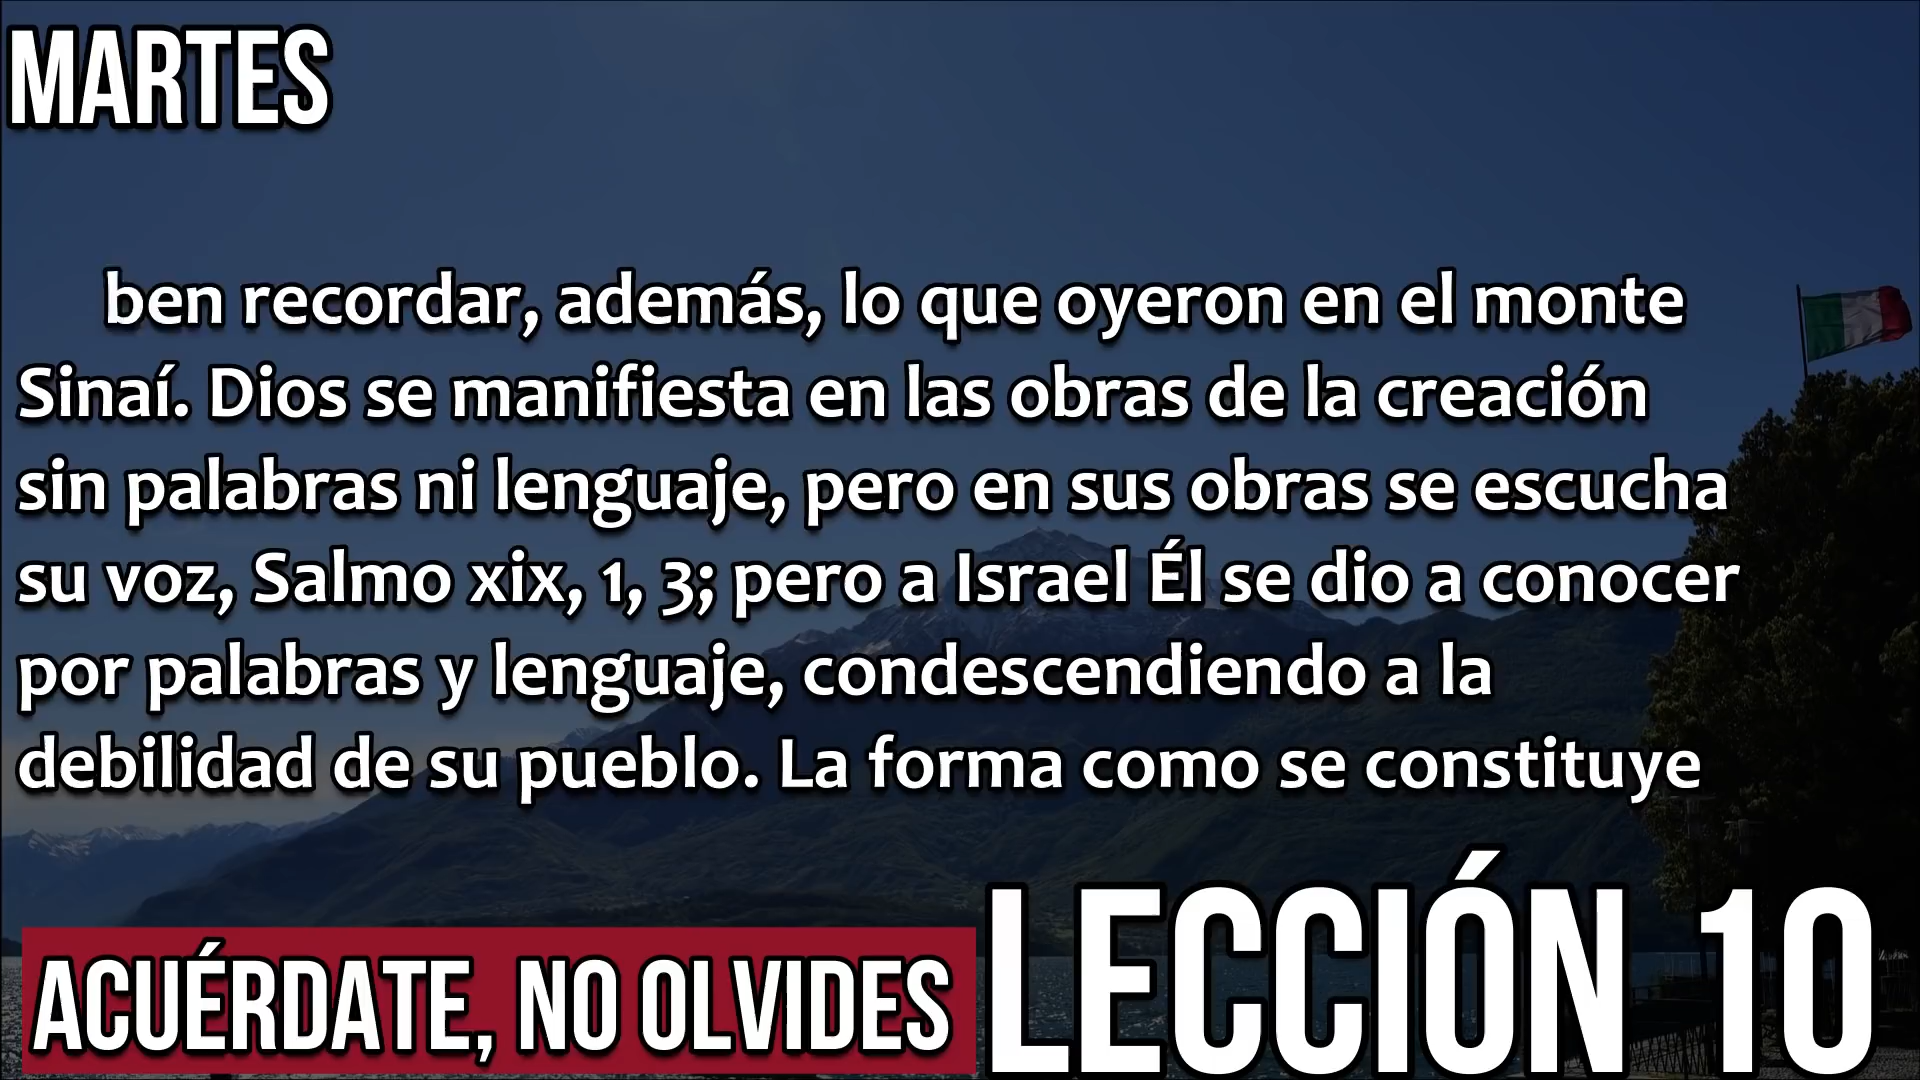 MARTES
ben recordar, además, lo que oyeron en el monte
Sinaí. Dios se manifiesta en las obras de la creación
sin palabras ni lenguaje, pero en sus obras se escucha
su voz, Salmo xix, 1, 3; pero a Israel Él se dio a conocer
por palabras y lenguaje, condescendiendo a la
debilidad de su pueblo. La forma como se constituye
ACUÉRDATE, NO OLVIDES
LECCIÓN 10